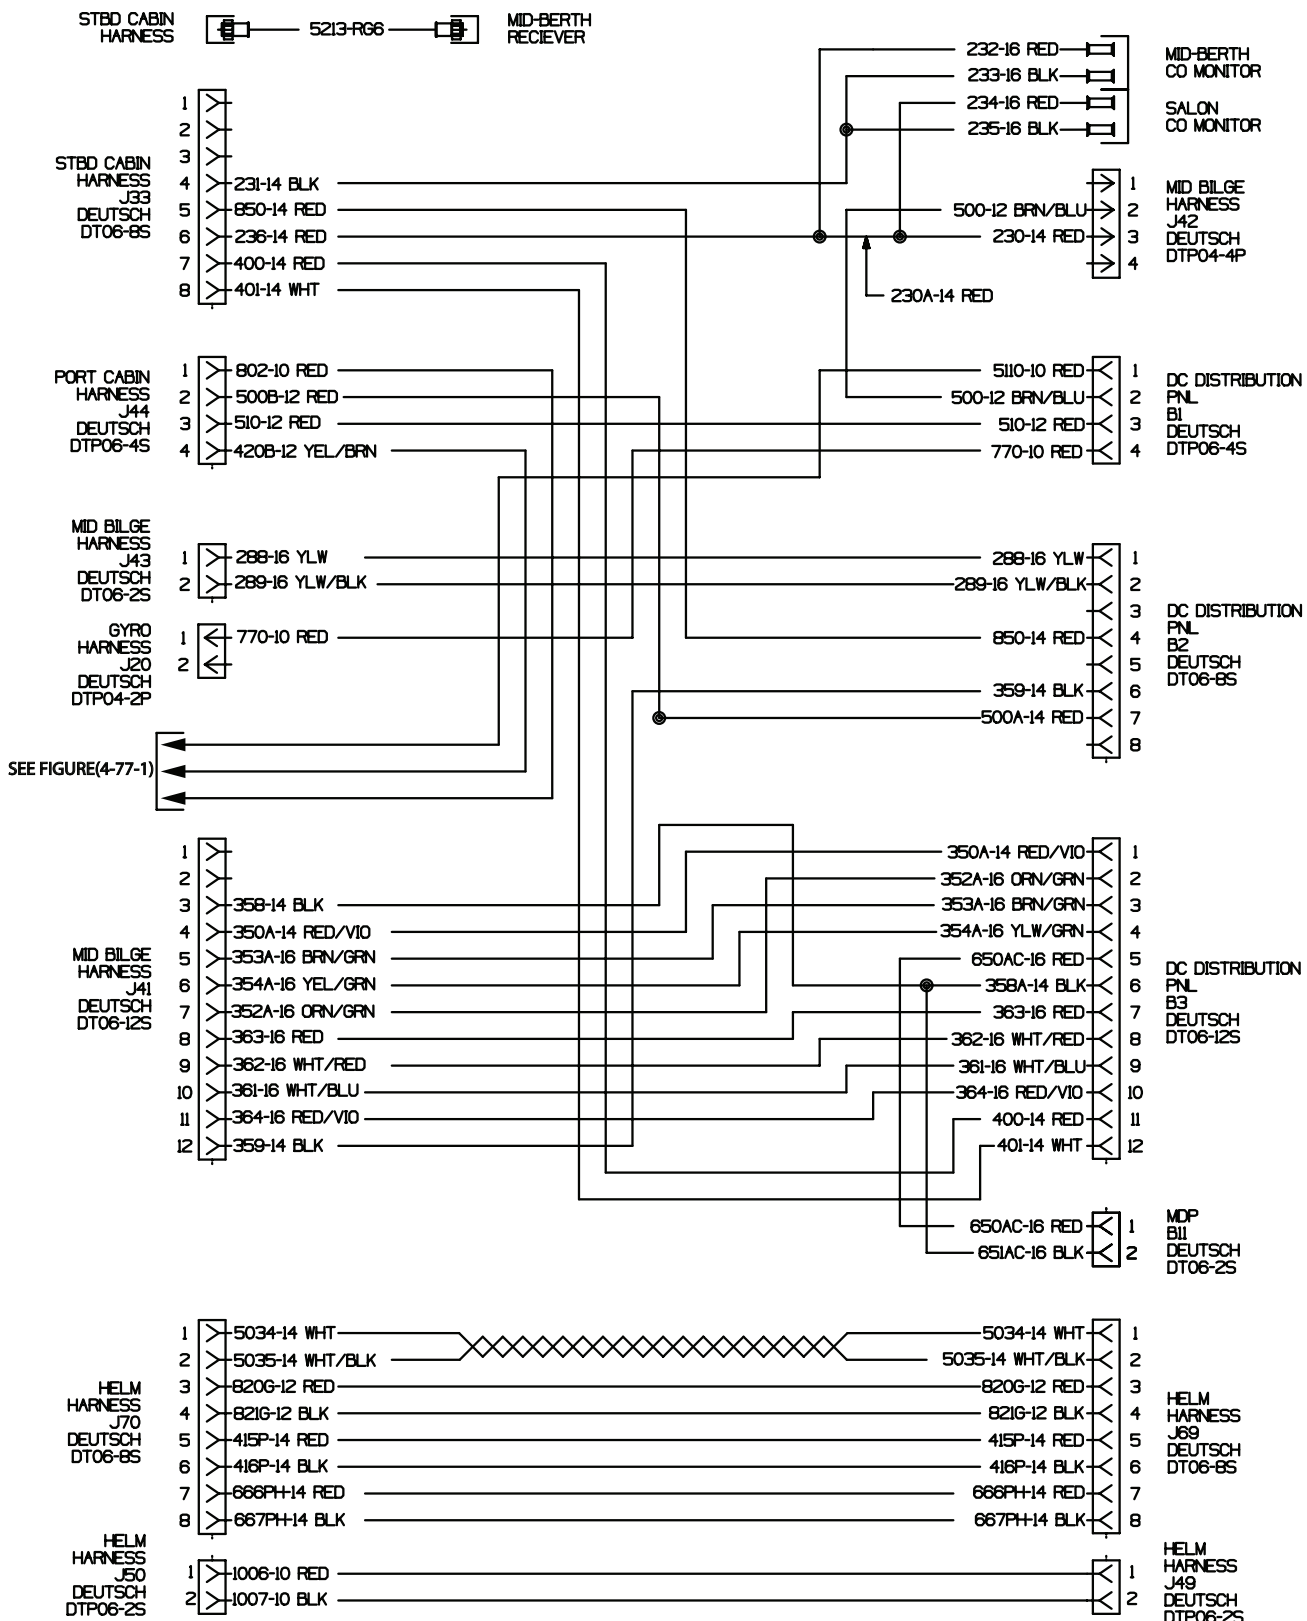 STBD CABIN
HARNESS
5213-RG6
MID-BERTH
RECIEVER
232-16 RED
233-16 BLK
234-16 RED
235-16 BLK
MID-BERTH
CO MONITOR
SALON
CO MONITOR
STBD CABIN
HARNESS
J33
DEUTSCH
DT06-8S
1
2
3
4 231-14 BLK
5 850-14 RED
6 236-14 RED
7 400-14 RED
8 401-14 WHT
1
500-12 BRN/BLU 2
230-14 RED 3
4
230A-14 RED
MID BILGE
HARNESS
J42
DEUTSCH
DTP04-4P
PORT CABIN
HARNESS
J44
DEUTSCH
DTP06-4S
1 802-10 RED
2 500B-12 RED
3 510-12 RED
4 420B-12 YEL/BRN
5110-10 RED 1
500-12 BRN/BLU 2
510-12 RED 3
770-10 RED 4
DC DISTRIBUTION
PNL
B1
DEUTSCH
DTP06-4S
MID BILGE
HARNESS
J43
DEUTSCH
DT06-2S
1 288-16 YLW
2 289-16 YLW/BLK
GYRO
HARNESS
J20
DEUTSCH
DTP04-2P
1 770-10 RED
2
288-16 YLW 1
289-16 YLW/BLK 2
3
850-14 RED 4
5
359-14 BLK 6
500A-14 RED 7
8
DC DISTRIBUTION
PNL
B2
DEUTSCH
DT06-8S
SEE FIGURE(4-77-1)
MID BILGE
HARNESS
J41
DEUTSCH
DT06-12S
1
2
3 358-14 BLK
4 350A-14 RED/VIO
5 353A-16 BRN/GRN
6 354A-16 YEL/GRN
7 352A-16 ORN/GRN
8 363-16 RED
9 362-16 WHT/RED
10 361-16 WHT/BLU
11 364-16 RED/VIO
12 359-14 BLK
350A-14 RED/VIO 1
352A-16 ORN/GRN 2
353A-16 BRN/GRN 3
354A-16 YLW/GRN 4
650AC-16 RED 5
358A-14 BLK 6
363-16 RED 7
362-16 WHT/RED 8
361-16 WHT/BLU 9
364-16 RED/VIO 10
400-14 RED 11
401-14 WHT 12
DC DISTRIBUTION
PNL
B3
DEUTSCH
DT06-12S
650AC-16 RED 1
651AC-16 BLK 2
MDP
B11
DEUTSCH
DT06-2S
HELM
HARNESS
J70
DEUTSCH
DT06-8S
1 5034-14 WHT
2 5035-14 WHT/BLK
3 820G-12 RED
4 821G-12 BLK
5 415P-14 RED
6 416P-14 BLK
7 666PH-14 RED
8 667PH-14 BLK
5034-14 WHT 1
5035-14 WHT/BLK 2
820G-12 RED 3
821G-12 BLK 4
415P-14 RED 5
416P-14 BLK 6
666PH-14 RED 7
667PH-14 BLK 8
HELM
HARNESS
J69
DEUTSCH
DT06-8S
HELM
HARNESS
J50
DEUTSCH
DTP06-2S
1 1006-10 RED
2 1007-10 BLK
1
2
HELM
HARNESS
J49
DEUTSCH
DTP06-2S